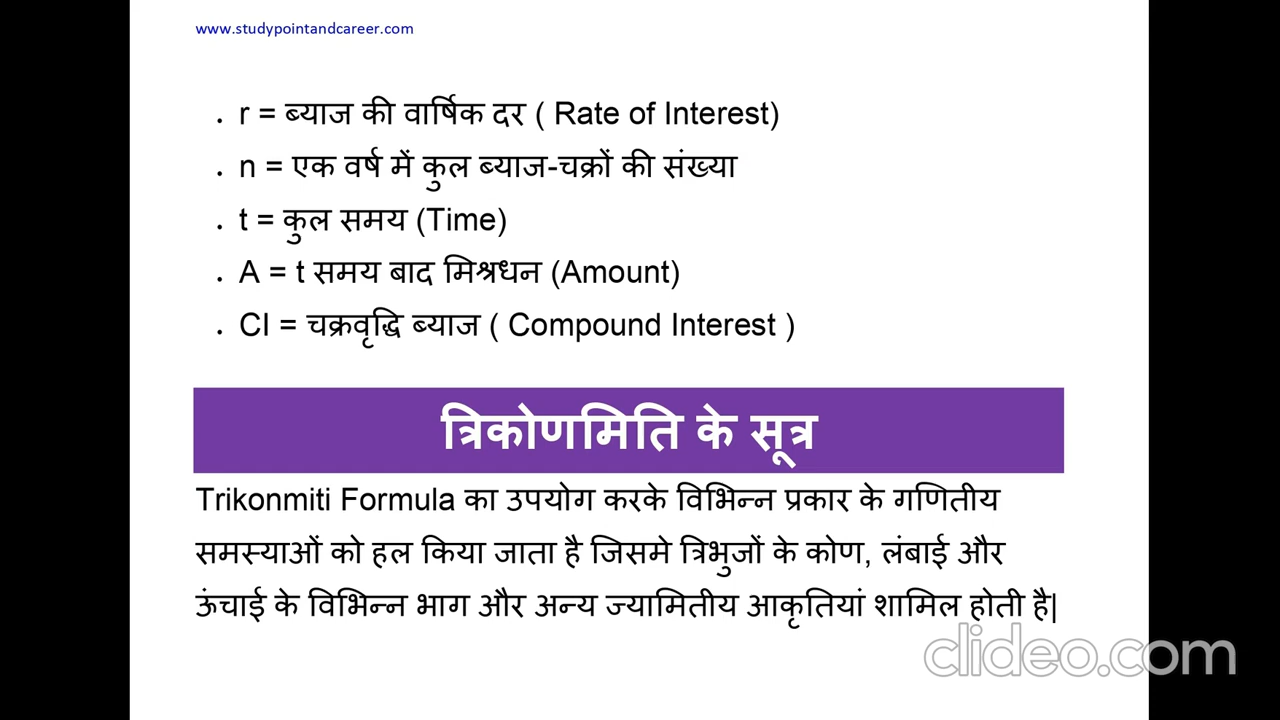 www.studypointandcareer.com
• r = ब्याज की वार्षिक दर ( Rate of Interest)
• n = एक वर्ष में कुल ब्याज-चक्रों की संख्या
• t = कुल समय (Time)
• A = t समय बाद मिश्रधन (Amount)
• CI = चक्रवृद्धि ब्याज ( Compound Interest )
त्रिकोणमिति के सूत्र
Trikonmiti Formula का उपयोग करके विभिन्न प्रकार के गणितीय
समस्याओं को हल किया जाता है जिसमे त्रिभुजों के कोण, लंबाई और
ऊंचाई के विभिन्न भाग और अन्य ज्यामितीय आकृतियां शामिल होती है|
clideo.com